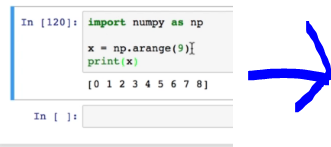 In [120]: import numpy as np
x = np.arange(9)
print(x)
[0 1 2 3 4 5 6 7 8]
In [ ]: